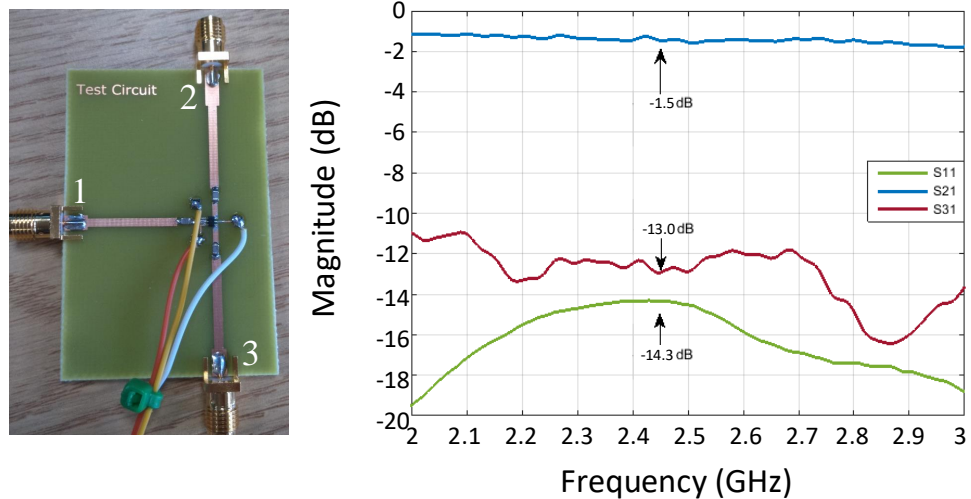 Test Circuit
1
2
3
Magnitude (dB)
0
-2
-4
-6
-8
-10
-12
-14
-16
-18
-20
-1.5 dB
S11
S21
S31
-13.0 dB
-14.3 dB
2
2.1
2.2
2.3
2.4
2.5
2.6
2.7
2.8
2.9
3
Frequency (GHz)